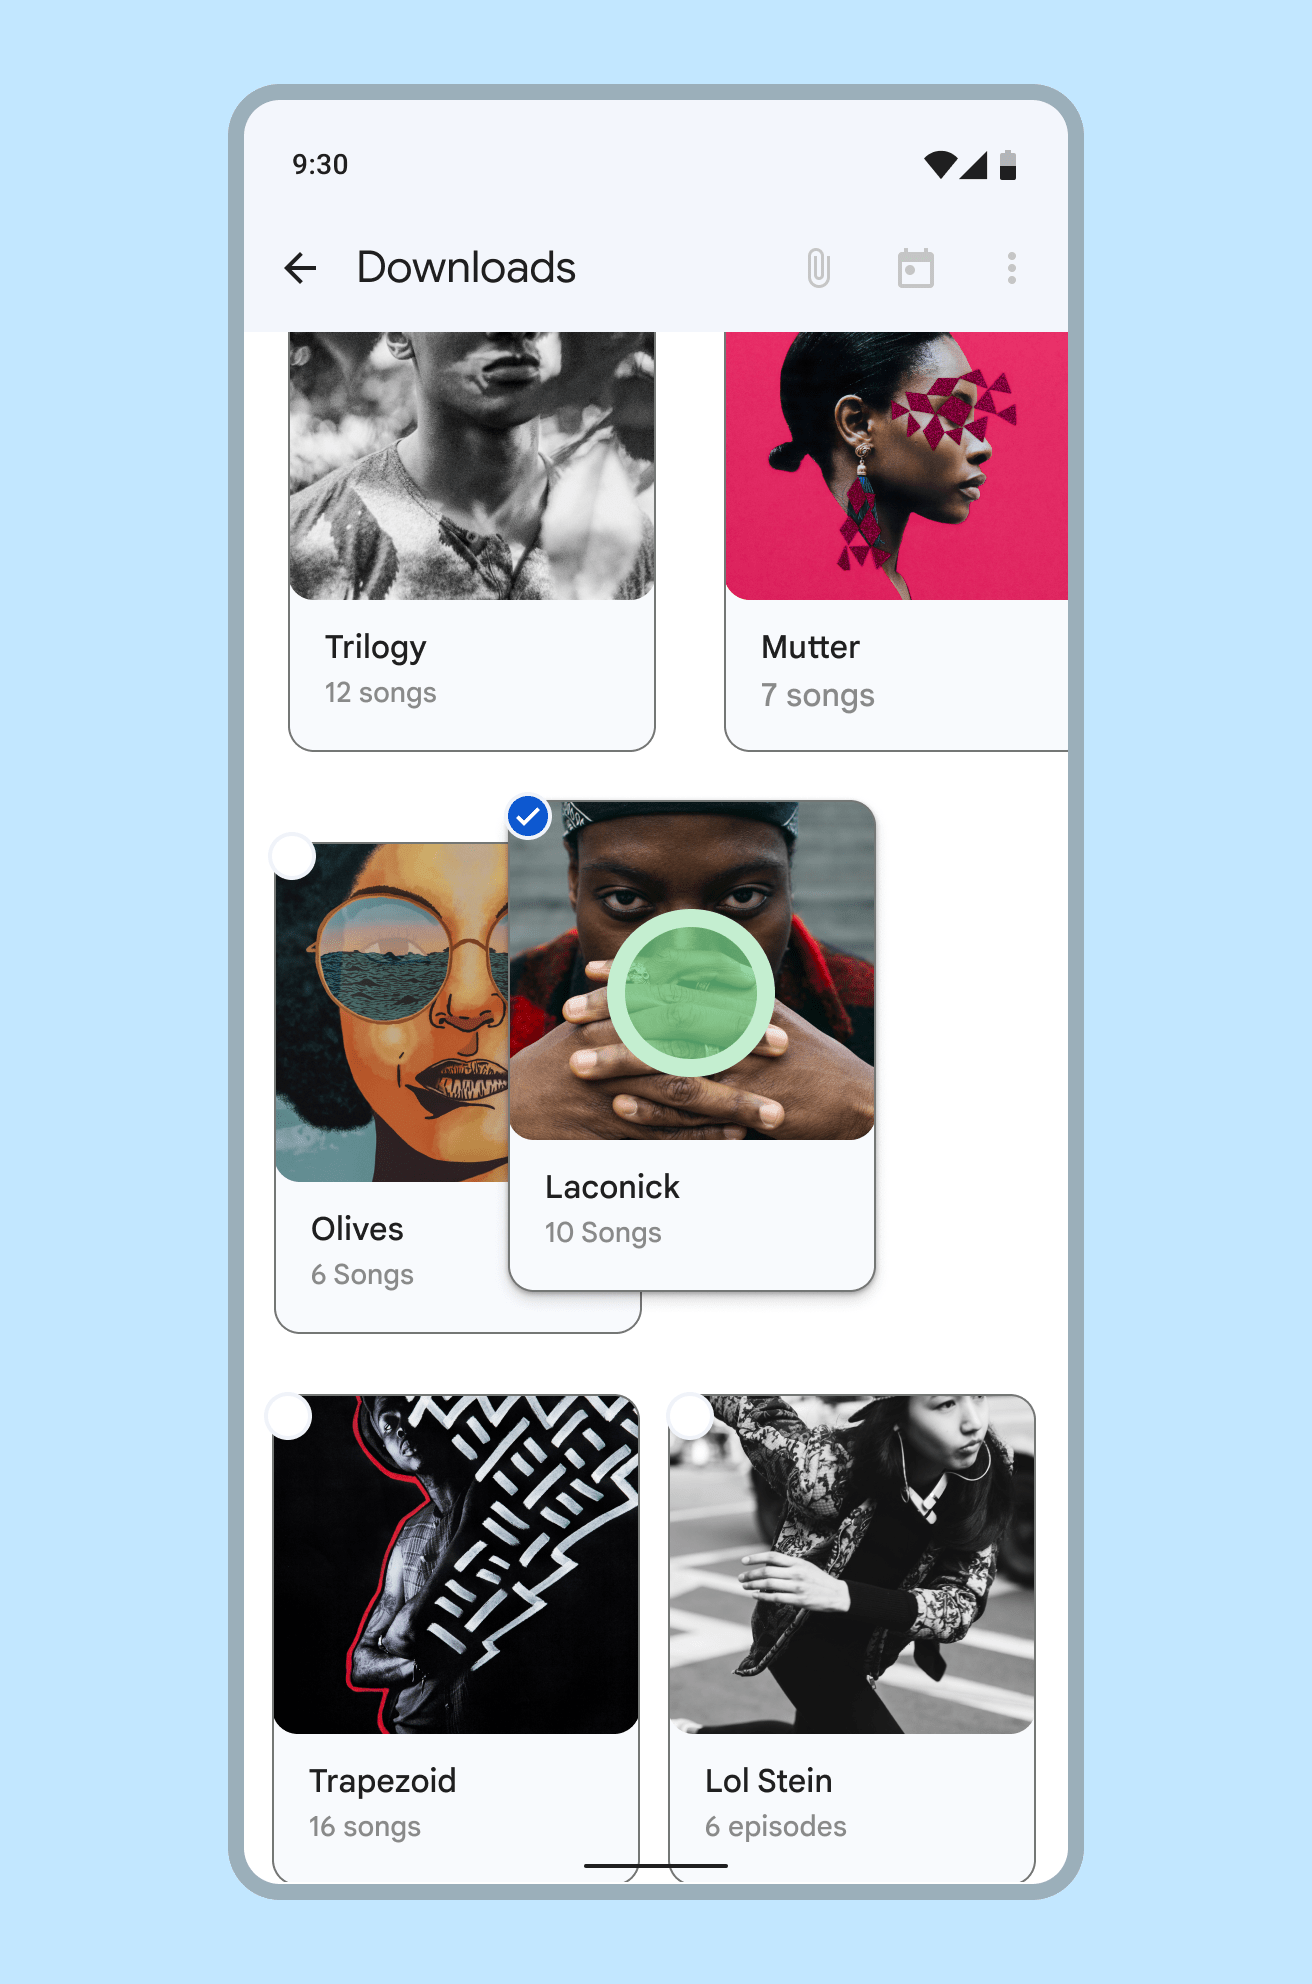 9:30
Downloads
Trilogy
12 songs
Mutter
7 songs
Laconick
10 Songs
Olives
6 Songs
Trapezoid
16 songs
Lol Stein
6 episodes